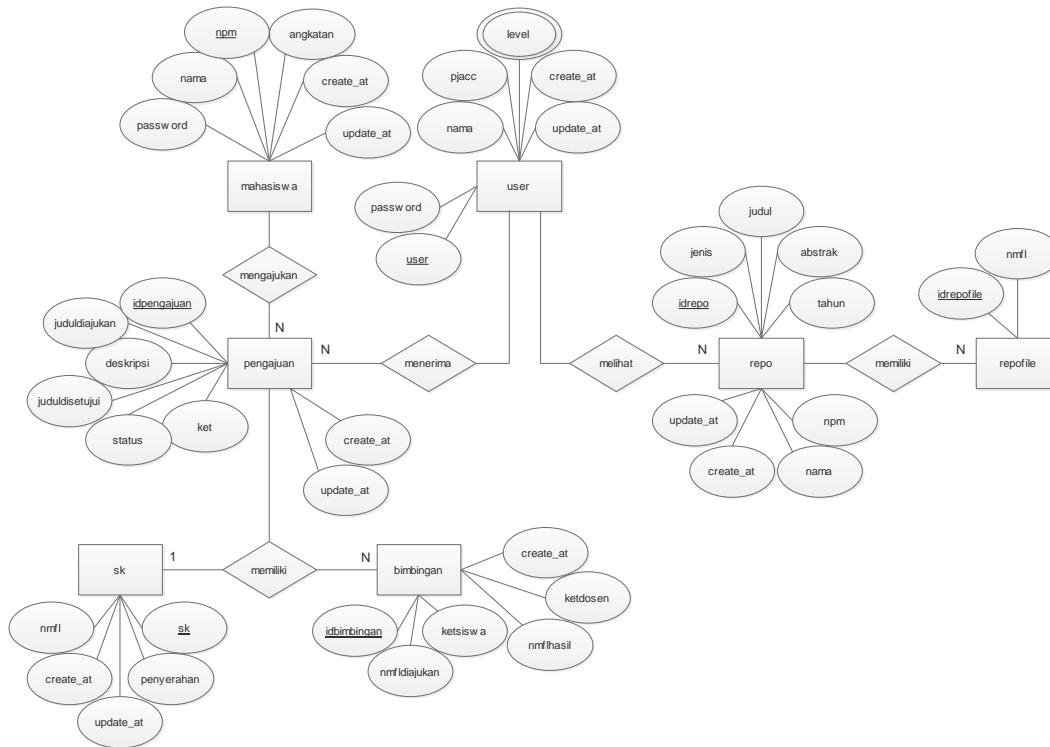 npm
angkatan
nama
create_at
password
update_at
mahasiswa
level
pjacc
create_at
nama
update_at
user
password
user
mengajukan
N
judul
jenis
abstrak
idrepo
tahun
nmfl
idrepofile
idpengajuan
juduldiajukan
deskripsi
juduldisetujui
status
ket
pengajuan
N
menerima
melihat
N
repo
memiliki
N
repofile
create_at
update_at
update_at
create_at
npm
nama
sk
1
memiliki
N
bimbingan
create_at
ketdosen
nmflhasil
ketsiswa
idbimbingan
nmfldiajukan
nmfl
sk
create_at
penyerahan
update_at